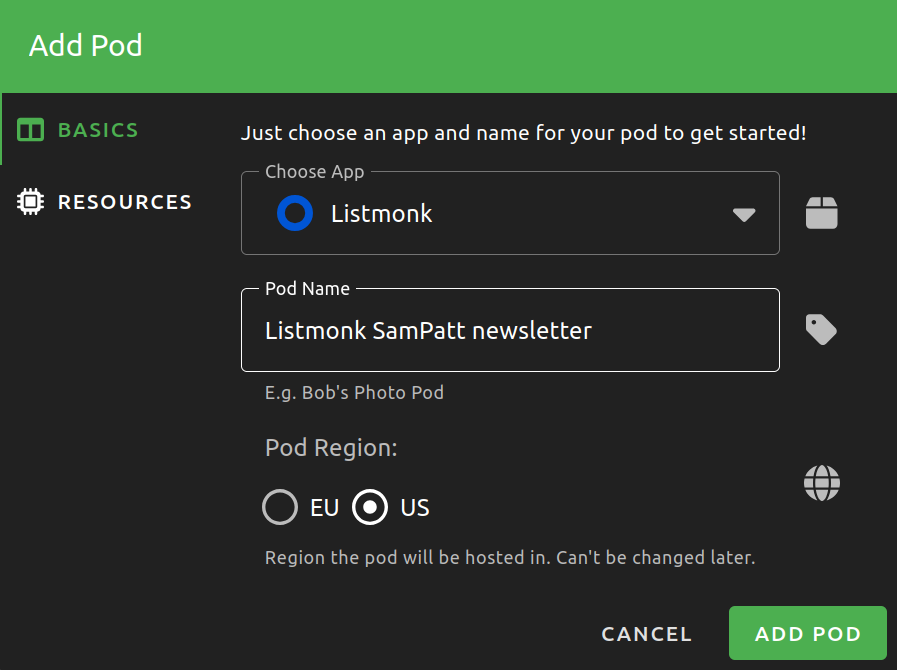 Add Pod
BASICS
RESOURCES
Just choose an app and name for your pod to get started!
Choose App
Listmonk
Pod Name
Listmonk SamPatt newsletter
E.g. Bob's Photo Pod
Pod Region:
EU US
Region the pod will be hosted in. Can't be changed later.
CANCEL ADD POD